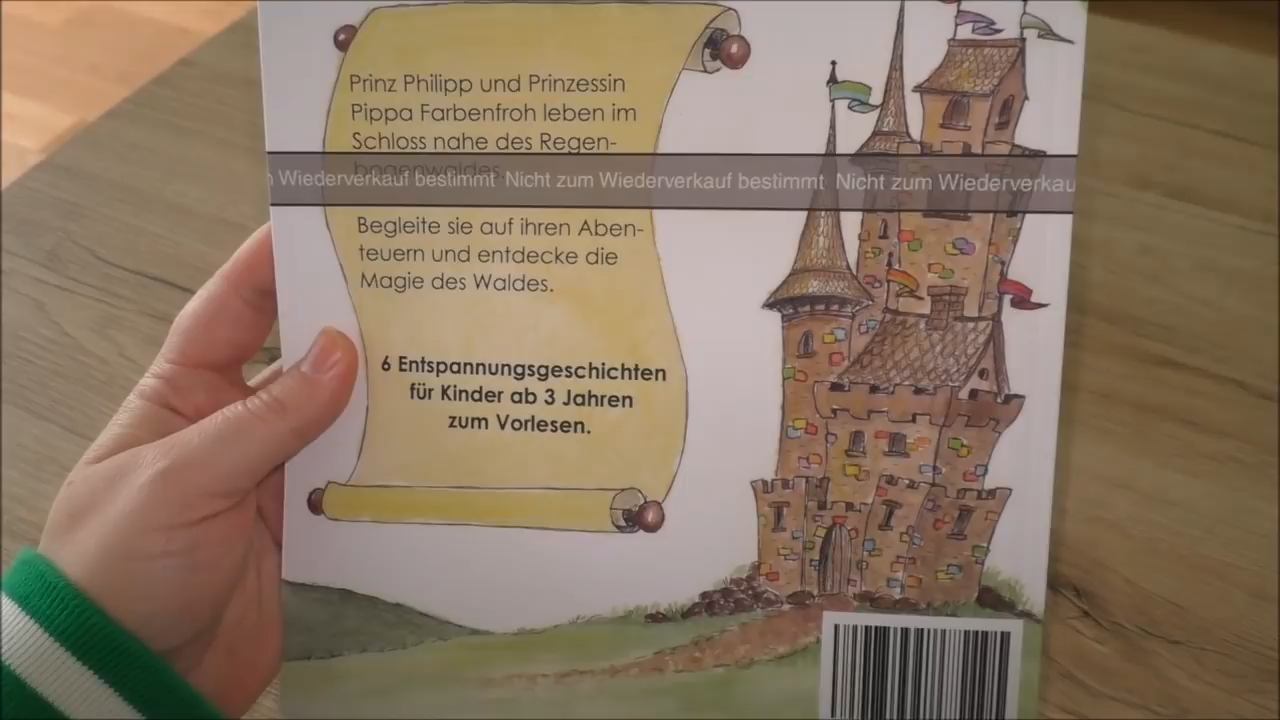 Prinz Philipp und Prinzessin
Pippa Farbenfroh leben im
Schloss nahe des Regen-
bogenwaldes.
Wiederverkauf bestimmt Nicht zum Wiederverkauf bestimmt Nicht zum Wiederverkau
Begleite sie auf ihren Aben-
teuern und entdecke die
Magie des Waldes.
6 Entspannungsgeschichten
für Kinder ab 3 Jahren
zum Vorlesen.